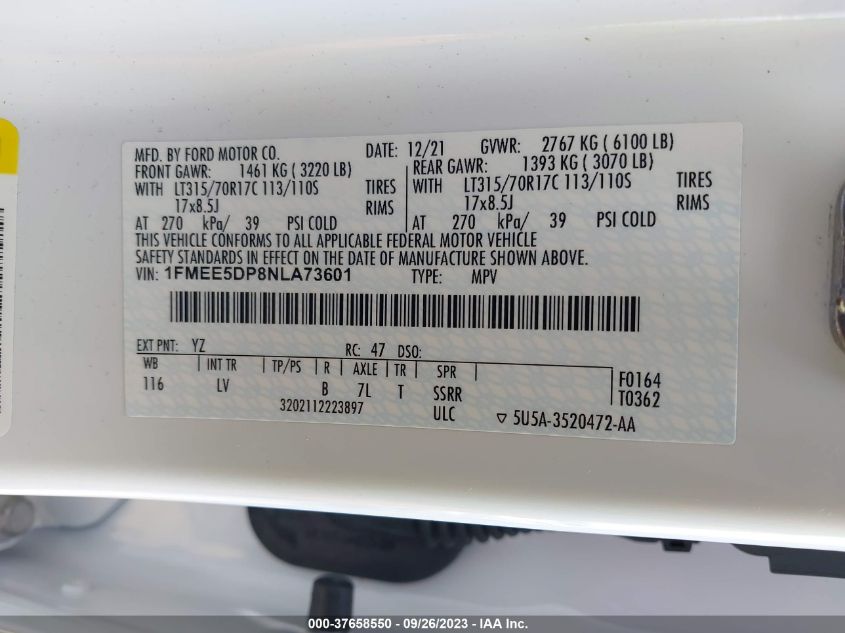 MFD. BY FORD MOTOR CO. DATE: 12/21 GVWR: 2767 KG ( 6100 LB)
FRONT GAWR: 1461 KG ( 3220 LB) REAR GAWR: 1393 KG ( 3070 LB)
WITH LT315/70R17C 113/110S TIRES WITH LT315/70R17C 113/110S TIRES
17x8.5J RIMS 17x8.5J RIMS
AT 270 kPa/ 39 PSI COLD AT 270 kPa/ 39 PSI COLD
THIS VEHICLE CONFORMS TO ALL APPLICABLE FEDERAL MOTOR VEHICLE
SAFETY STANDARDS IN EFFECT ON THE DATE OF MANUFACTURE SHOWN ABOVE.
VIN: 1FMEE5DP8NLA73601 TYPE: MPV
EXT PNT: YZ RC: 47 DSO:
WB INT TR TP/PS R AXLE TR SPR
116 LV B 7L T SSRR F0164
3202112223897 ULC T0362
5U5A-3520472-AA
000-37658550 - 09/26/2023 - IAA Inc.